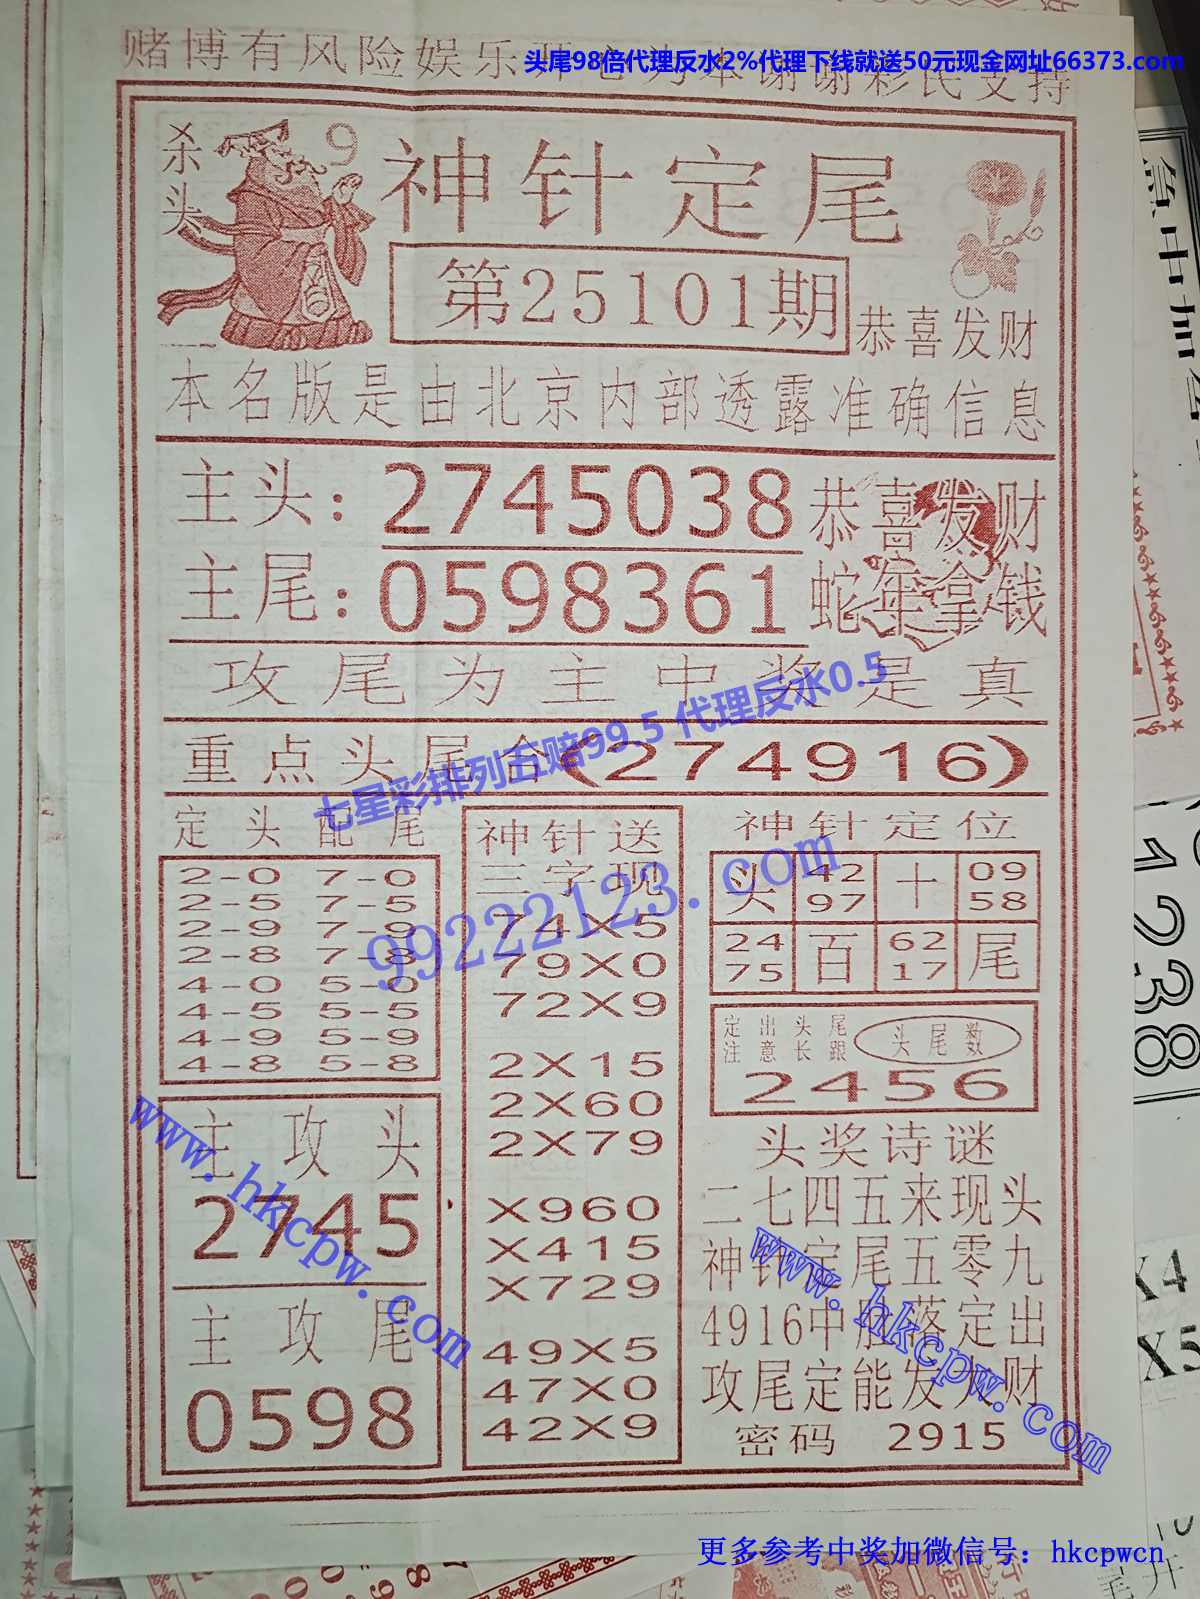 头尾98倍代理反水2%代理下线就送50元现金网址66373.com
赌博有风险娱乐
杀头 9
神针定尾
第25101期
恭喜发财
本名版是由北京内部透露准确信息
主头：2745038 恭喜发财
主尾：0598361 蛇年拿钱
攻尾为主中奖是真
重点头尾合(274916)
七星彩排列五赔99.5 代理反水0.5
99222123.com
定头配尾
2-0 7-0
2-5 7-5
2-9 7-9
2-8 7-8
4-0 5-0
4-5 5-5
4-9 5-9
4-8 5-8
主攻头
2745
主攻尾
0598
神针送
三字现
74X5
79X0
72X9
2X15
2X60
2X79
X960
X415
X729
49X5
47X0
42X9
神针定位
头 42 十 09
97 58
24 百 62 尾
75 17
定出头尾
注意长跟
头尾数
2456
头奖诗谜
二七四五来现头
神针定尾五零九
4916中肚落定出
攻尾定能发大财
密码 2915
www.hkcpw.com
www.hkcpw.com
更多参考中奖加微信号：hkcpwcn
1238
X4
X5